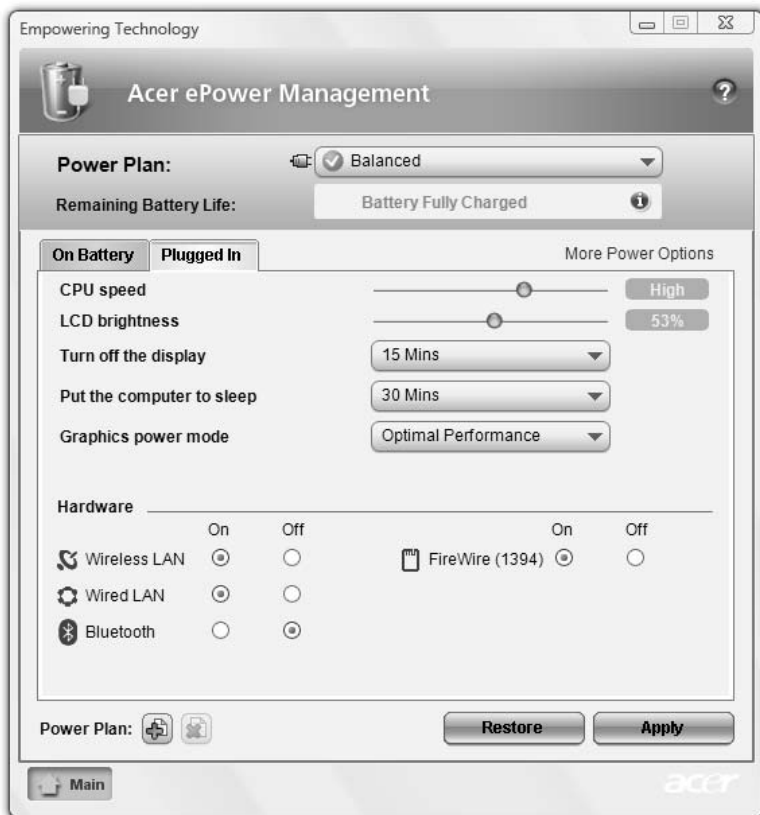 Empowering Technology
Acer ePower Management
?
Power Plan: Balanced
Remaining Battery Life: Battery Fully Charged
On Battery Plugged In More Power Options
CPU speed High
LCD brightness 53%
Turn off the display 15 Mins
Put the computer to sleep 30 Mins
Graphics power mode Optimal Performance
Hardware
On Off On Off
Wireless LAN FireWire (1394)
Wired LAN
Bluetooth
Power Plan: Restore Apply
Main acer